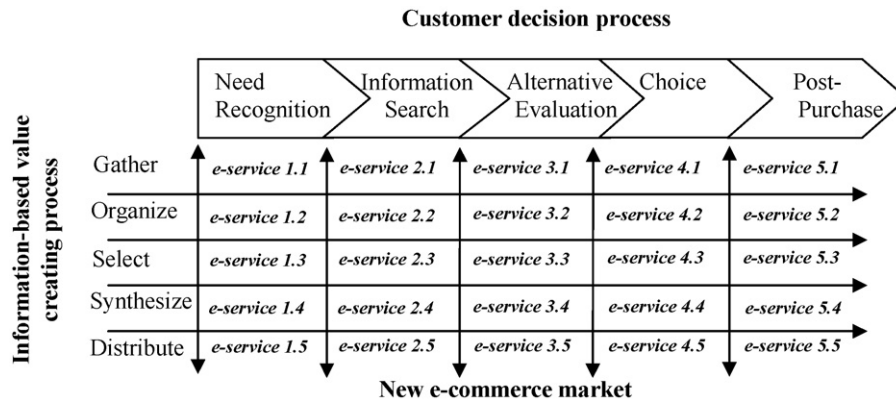 Customer decision process
Need Information Alternative Choice Post-
Recognition Search Evaluation Purchase
Information-based value
creating process
Gather e-service 1.1 e-service 2.1 e-service 3.1 e-service 4.1 e-service 5.1
Organize e-service 1.2 e-service 2.2 e-service 3.2 e-service 4.2 e-service 5.2
Select e-service 1.3 e-service 2.3 e-service 3.3 e-service 4.3 e-service 5.3
Synthesize e-service 1.4 e-service 2.4 e-service 3.4 e-service 4.4 e-service 5.4
Distribute e-service 1.5 e-service 2.5 e-service 3.5 e-service 4.5 e-service 5.5
New e-commerce market